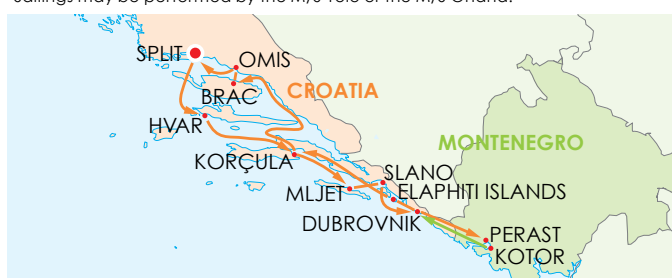 SPLIT
OMIS
BRAC
CROATIA
HVAR
KORÇULA
MONTENEGRO
SLANO
MLJET
ELAPHITI ISLANDS
DUBROVNIK
PERAST
KOTOR